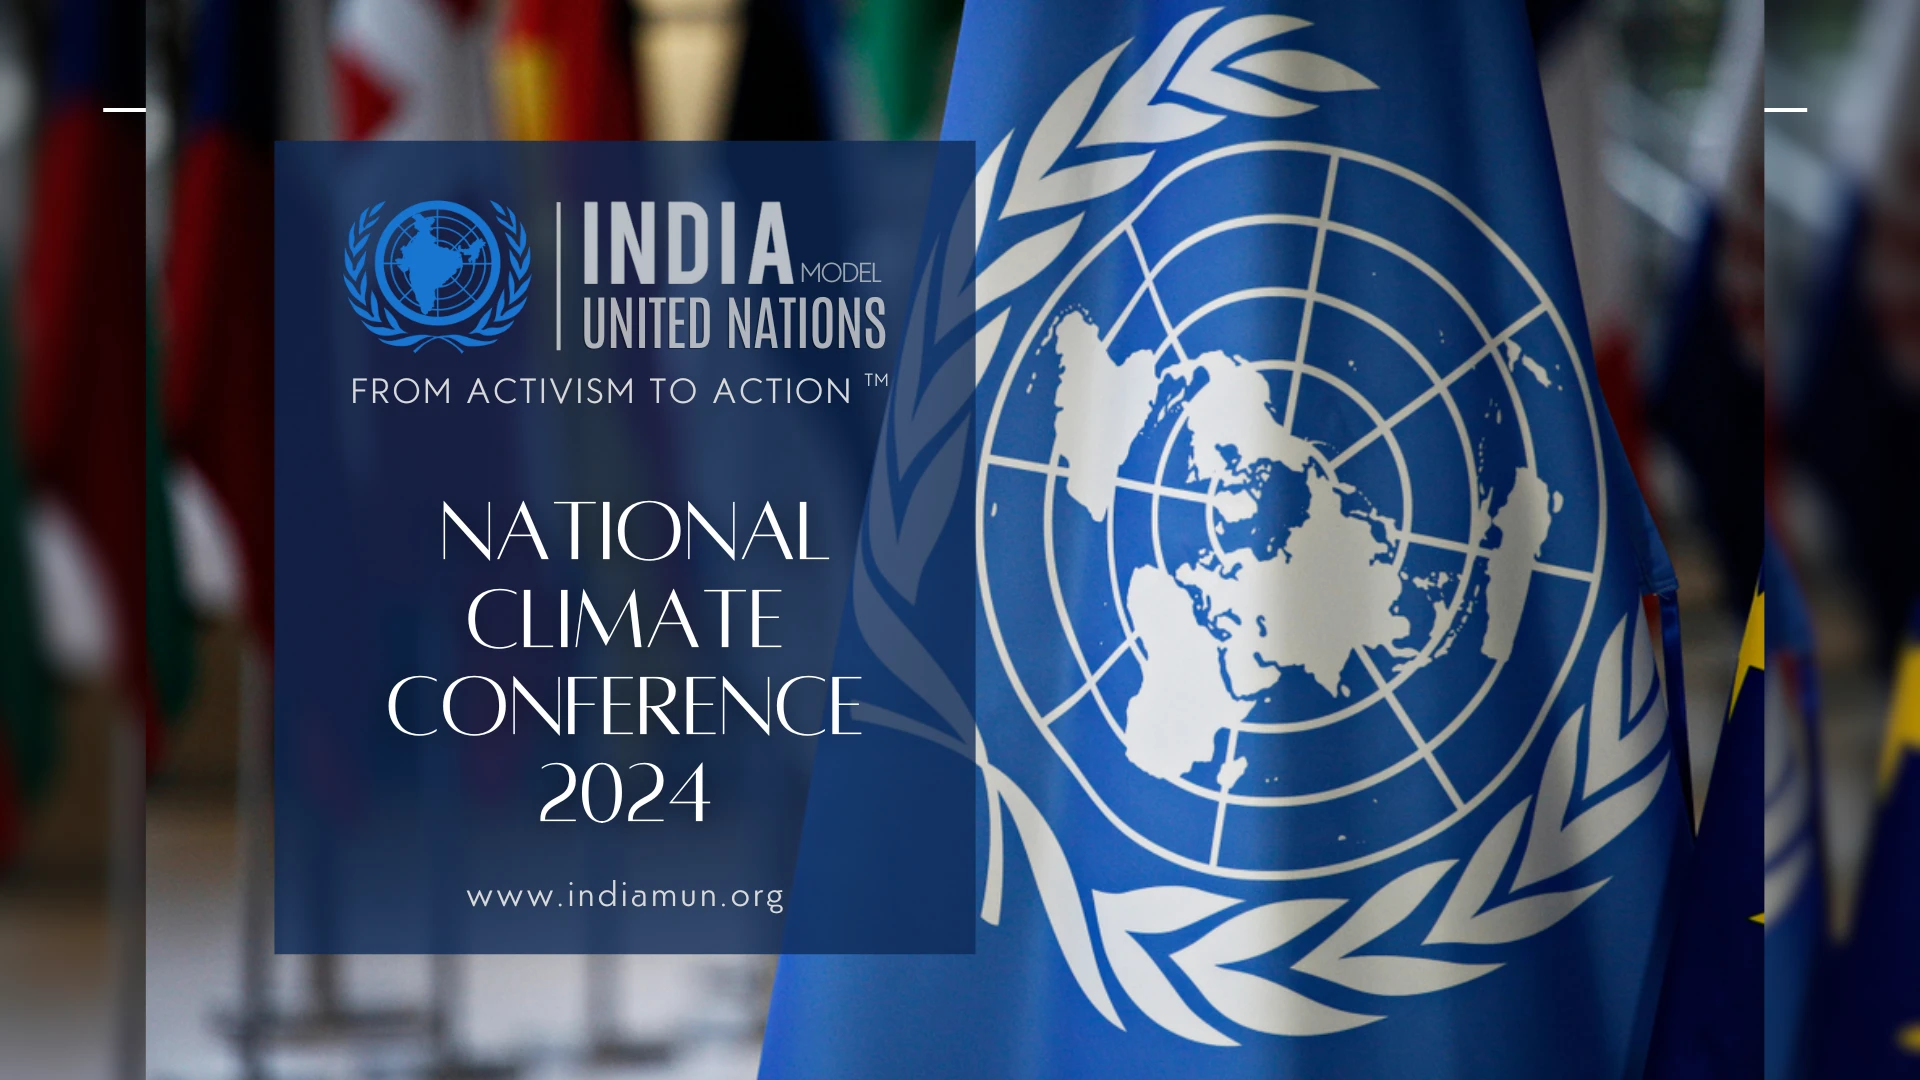 INDIA MODEL
UNITED NATIONS
FROM ACTIVISM TO ACTION ™
NATIONAL
CLIMATE
CONFERENCE
2024
www.indiamun.org